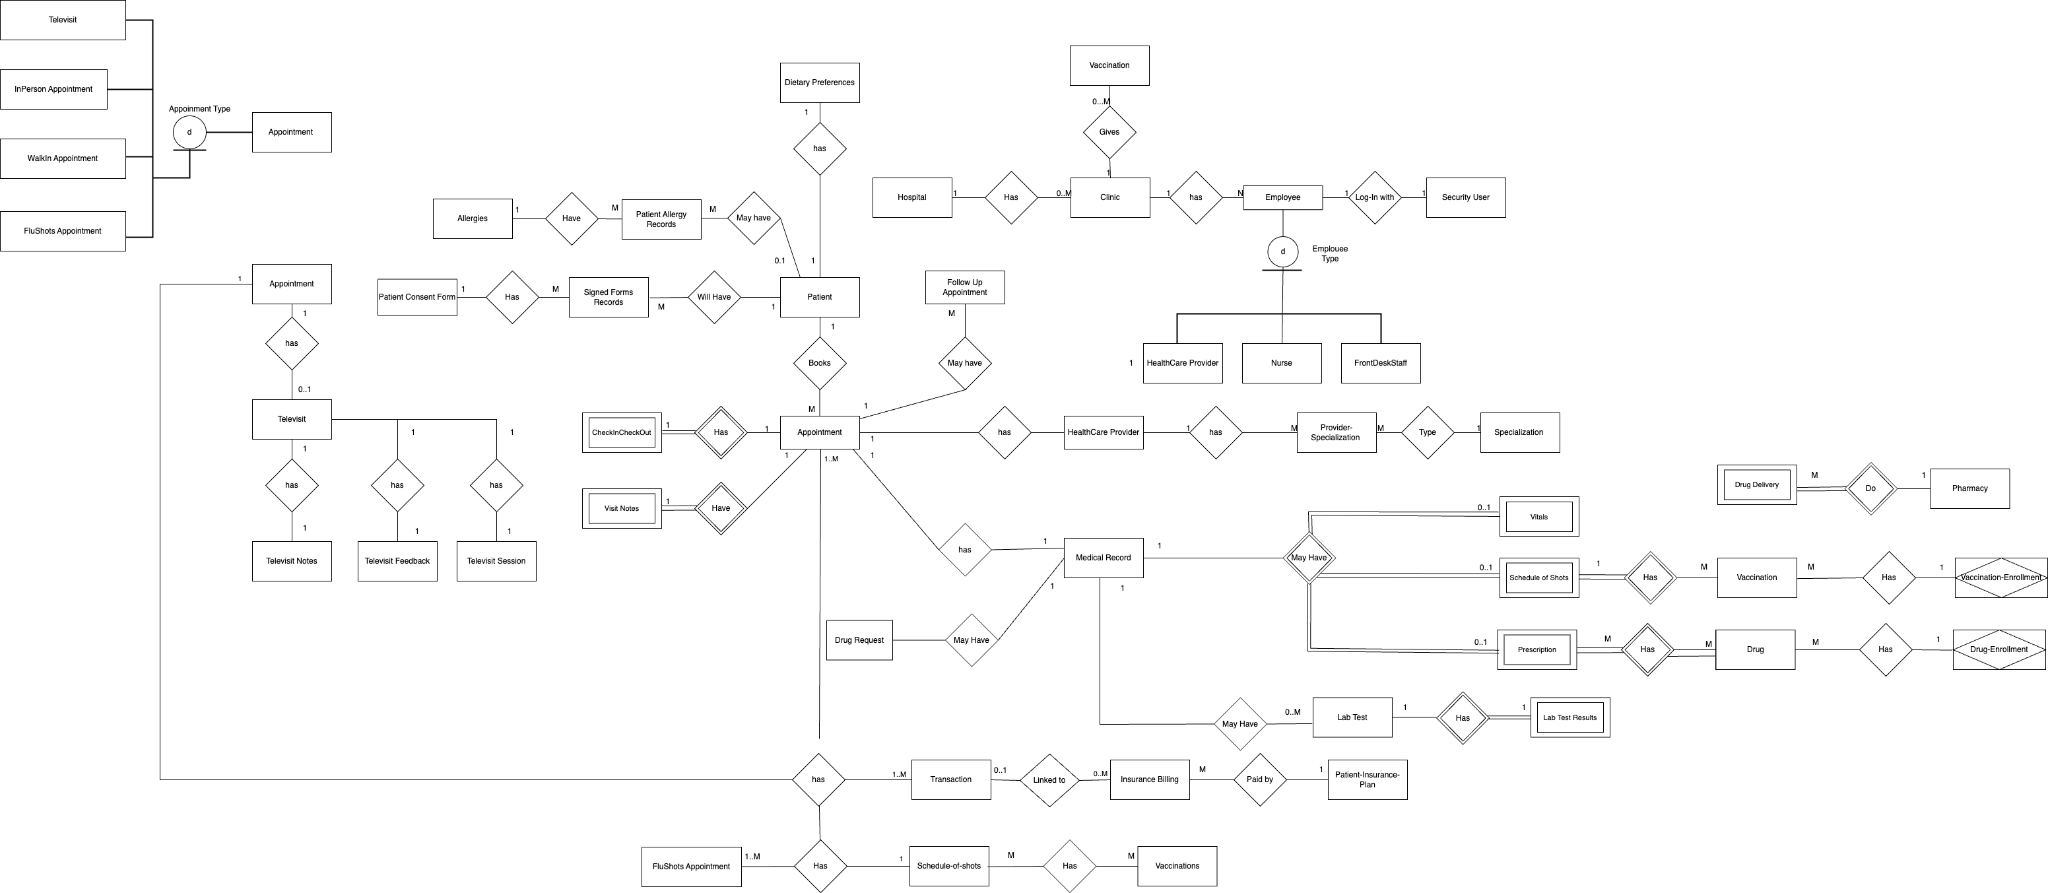 Televisit
InPerson Appointment
WalkIn Appointment
FluShots Appointment
Appoinment Type
d
Appointment
Dietary Preferences
1
has
1
Vaccination
0...M
Gives
1
Hospital
1
Has
0..M
Clinic
1
has
N
Employee
1
Log-In with
1
Security User
d
Emplouee
Type
1
HealthCare Provider
Nurse
FrontDeskStaff
Allergies
1
Have
M
Patient Allergy
Records
M
May have
0.1
Patient Consent Form
1
Has
M
Signed Forms
Records
M
Will Have
1
Patient
1
Books
M
Follow Up
Appointment
M
May have
1
1
Appointment
1
has
0..1
Televisit
1
has
1
Televisit Notes
1
has
1
Televisit Feedback
1
has
1
Televisit Session
CheckInCheckOut
1
Has
1
Appointment
1
has
HealthCare Provider
1
has
M
Provider-
Specialization
M
Type
1
Specialization
1
1..M
1
Visit Notes
1
Have
has
1
Medical Record
1
May Have
1
1
Drug Request
May Have
0..1
Vitals
0..1
Schedule of Shots
1
Has
M
Vaccination
M
Has
1
Vaccination-Enrollment
0..1
Prescription
M
Has
M
Drug
M
Has
1
Drug-Enrollment
Drug Delivery
M
Do
1
Pharmacy
May Have
0..M
Lab Test
1
Has
1
Lab Test Results
has
1..M
Transaction
0..1
Linked to
0..M
Insurance Billing
M
Paid by
1
Patient-Insurance-
Plan
FluShots Appointment
1..M
Has
1
Schedule-of-shots
M
Has
M
Vaccinations